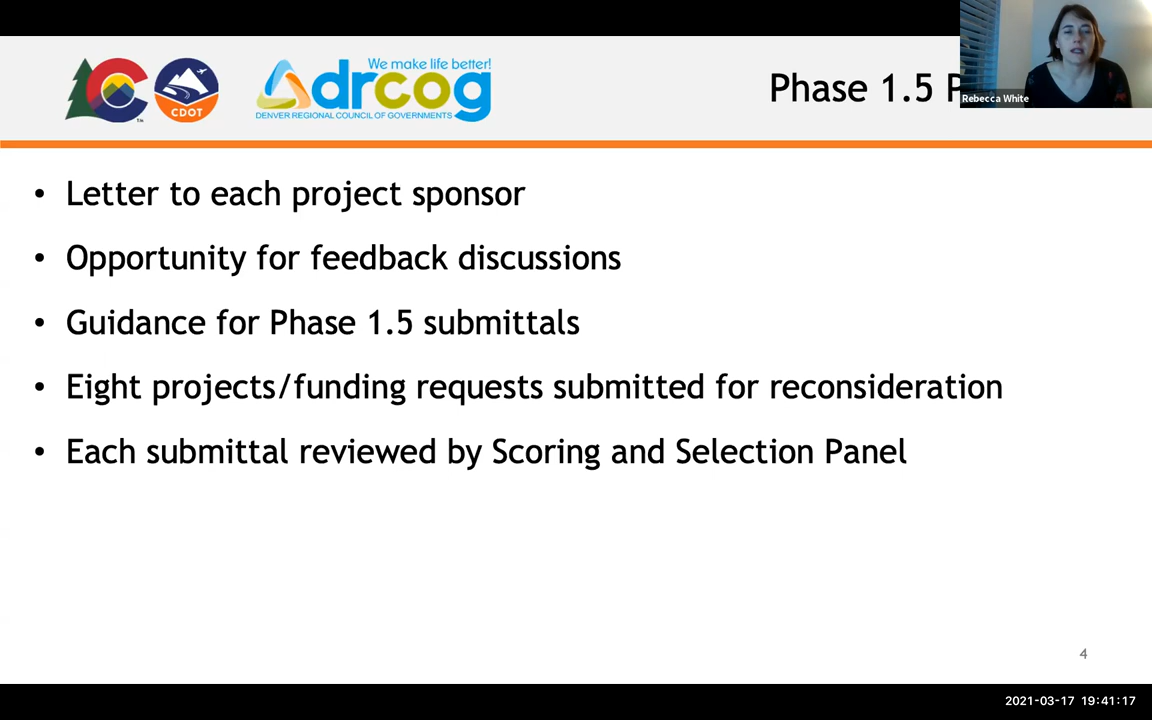 We make life better!
drcog
DENVER REGIONAL COUNCIL OF GOVERNMENTS
CDOT
TM
Phase 1.5 P
Rebecca White
• Letter to each project sponsor
• Opportunity for feedback discussions
• Guidance for Phase 1.5 submittals
• Eight projects/funding requests submitted for reconsideration
• Each submittal reviewed by Scoring and Selection Panel
4
2021-03-17 19:41:17